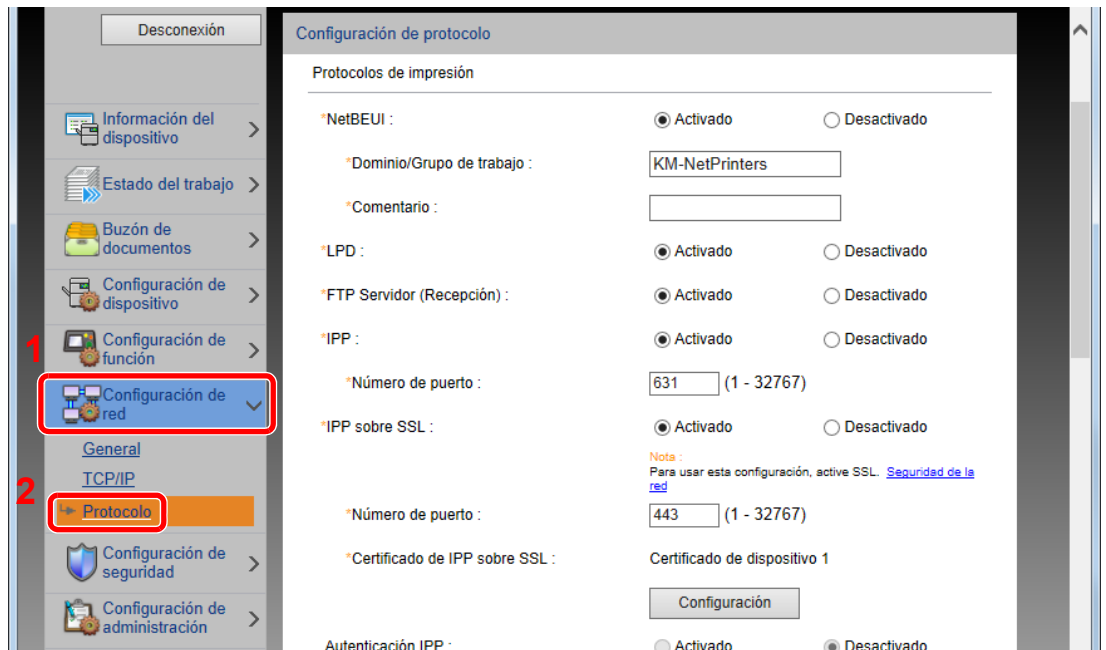 Desconexión
Información del
dispositivo
Estado del trabajo
Buzón de
documentos
Configuración de
dispositivo
1
Configuración de
función
Configuración de
red
General
TCP/IP
2
Protocolo
Configuración de
seguridad
Configuración de
administración
Configuración de protocolo
Protocolos de impresión
*NetBEUI : Activado Desactivado
*Dominio/Grupo de trabajo : KM-NetPrinters
*Comentario :
*LPD : Activado Desactivado
*FTP Servidor (Recepción) : Activado Desactivado
*IPP : Activado Desactivado
*Número de puerto : 631 (1 - 32767)
*IPP sobre SSL : Activado Desactivado
Nota :
Para usar esta configuración, active SSL. Seguridad de la
red
*Número de puerto : 443 (1 - 32767)
*Certificado de IPP sobre SSL : Certificado de dispositivo 1
Configuración
Autenticación IPP : Activado Desactivado